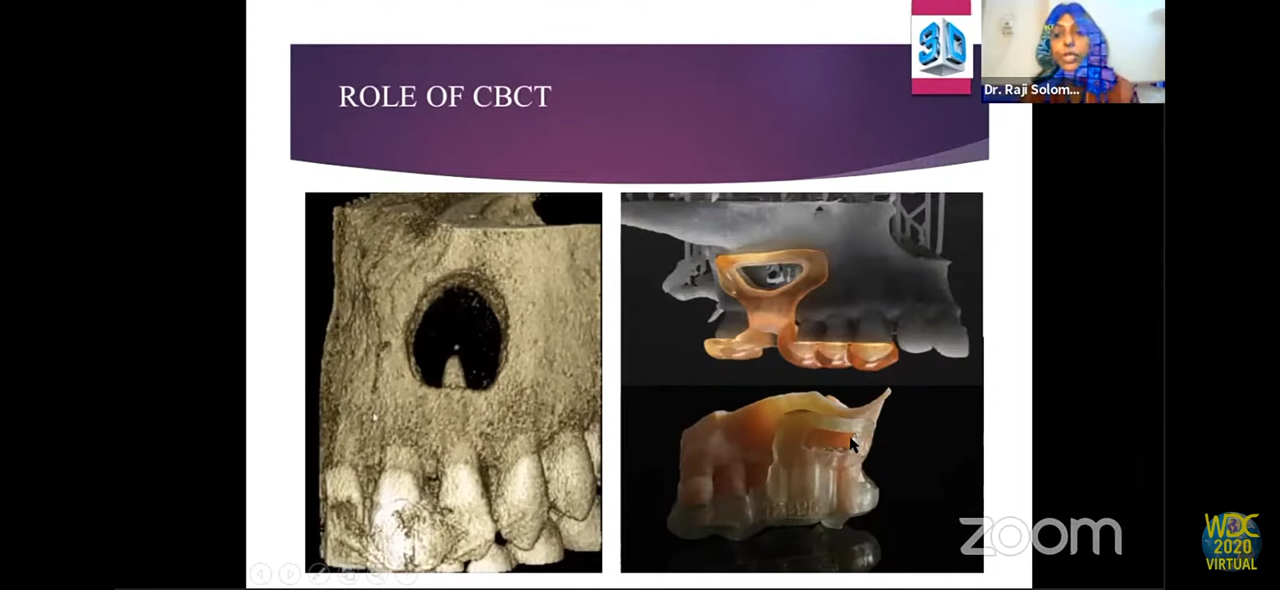 ROLE OF CBCT
3D
Dr. Raji Solom...
zoom
WDC
2020
VIRTUAL